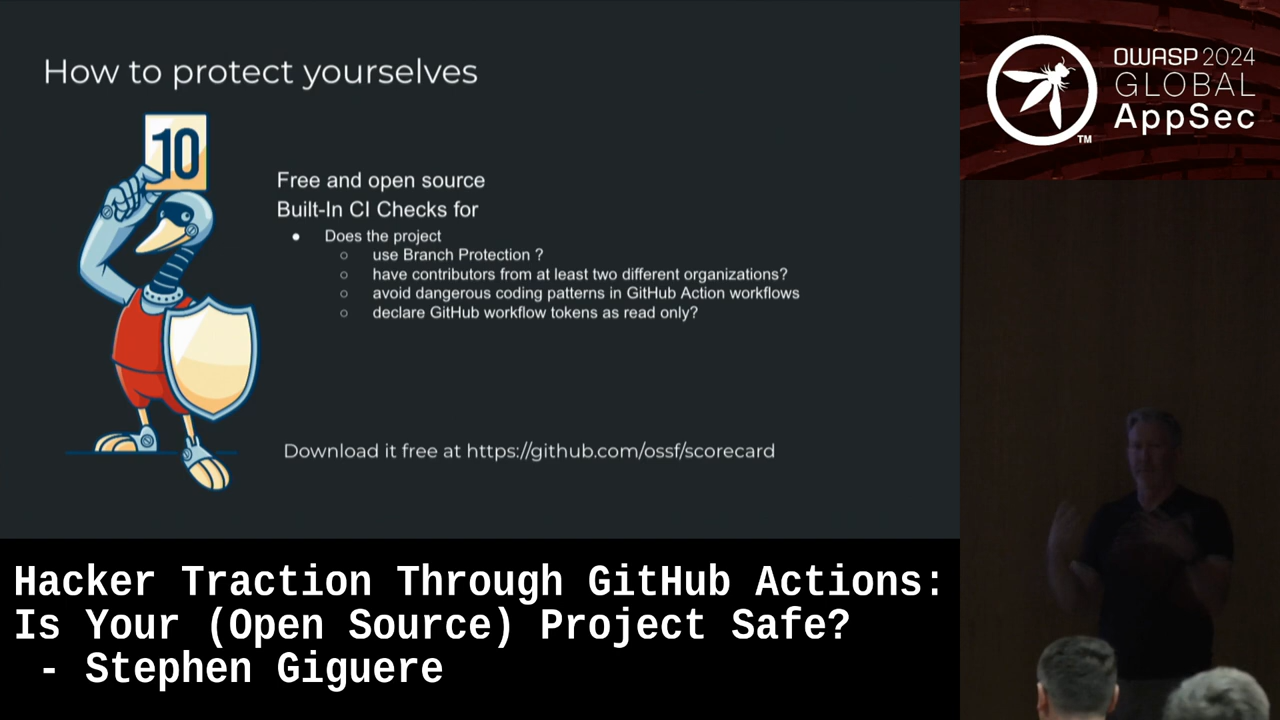 How to protect yourselves
10
Free and open source
Built-In CI Checks for
● Does the project
○ use Branch Protection ?
○ have contributors from at least two different organizations?
○ avoid dangerous coding patterns in GitHub Action workflows
○ declare GitHub workflow tokens as read only?
Download it free at https://github.com/ossf/scorecard
OWASP 2024
GLOBAL
AppSec
TM
Hacker Traction Through GitHub Actions:
Is Your (Open Source) Project Safe?
- Stephen Giguere